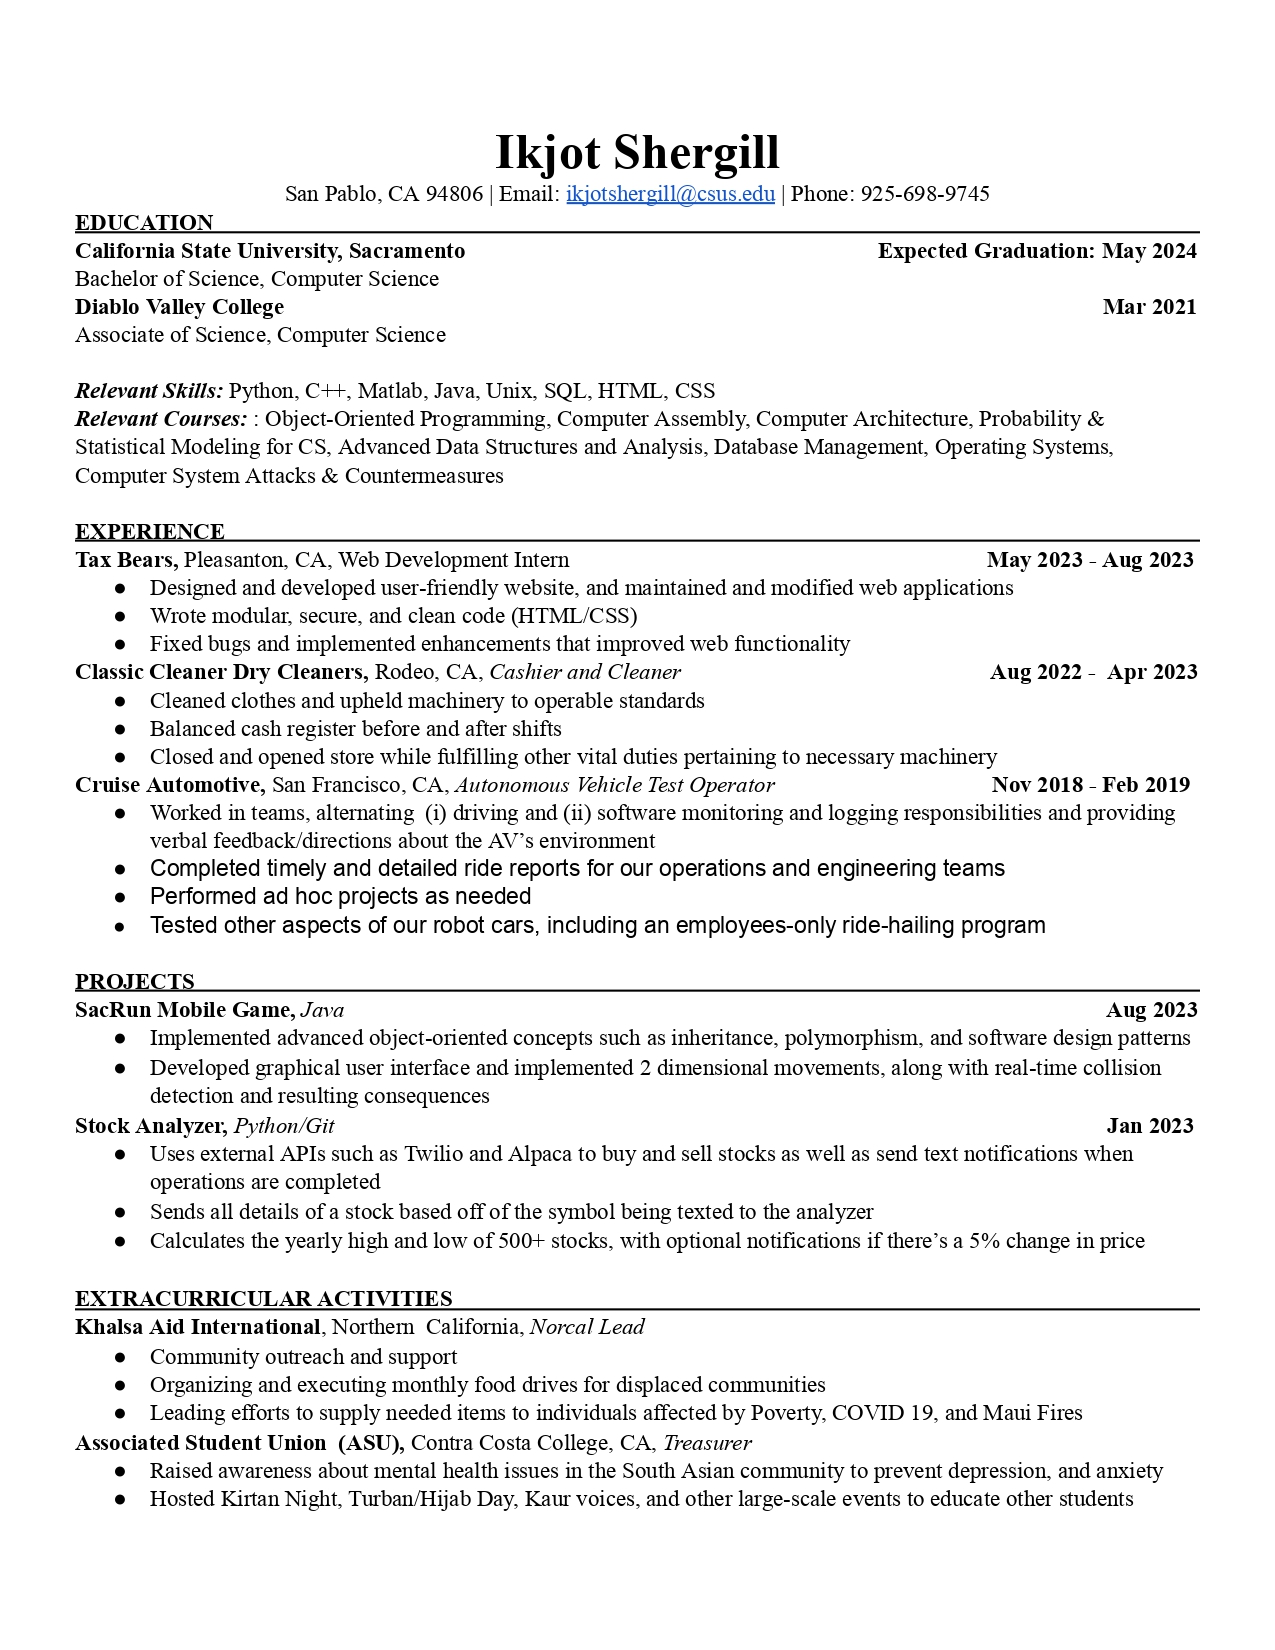 Ikjot Shergill
San Pablo, CA 94806 | Email: ikjotshergill@csus.edu | Phone: 925-698-9745
EDUCATION
California State University, Sacramento Expected Graduation: May 2024
Bachelor of Science, Computer Science
Diablo Valley College Mar 2021
Associate of Science, Computer Science
Relevant Skills: Python, C++, Matlab, Java, Unix, SQL, HTML, CSS
Relevant Courses: : Object-Oriented Programming, Computer Assembly, Computer Architecture, Probability &
Statistical Modeling for CS, Advanced Data Structures and Analysis, Database Management, Operating Systems,
Computer System Attacks & Countermeasures
EXPERIENCE
Tax Bears, Pleasanton, CA, Web Development Intern May 2023 - Aug 2023
● Designed and developed user-friendly website, and maintained and modified web applications
● Wrote modular, secure, and clean code (HTML/CSS)
● Fixed bugs and implemented enhancements that improved web functionality
Classic Cleaner Dry Cleaners, Rodeo, CA, Cashier and Cleaner Aug 2022 - Apr 2023
● Cleaned clothes and upheld machinery to operable standards
● Balanced cash register before and after shifts
● Closed and opened store while fulfilling other vital duties pertaining to necessary machinery
Cruise Automotive, San Francisco, CA, Autonomous Vehicle Test Operator Nov 2018 - Feb 2019
● Worked in teams, alternating (i) driving and (ii) software monitoring and logging responsibilities and providing
verbal feedback/directions about the AV’s environment
● Completed timely and detailed ride reports for our operations and engineering teams
● Performed ad hoc projects as needed
● Tested other aspects of our robot cars, including an employees-only ride-hailing program
PROJECTS
SacRun Mobile Game, Java Aug 2023
● Implemented advanced object-oriented concepts such as inheritance, polymorphism, and software design patterns
● Developed graphical user interface and implemented 2 dimensional movements, along with real-time collision
detection and resulting consequences
Stock Analyzer, Python/Git Jan 2023
● Uses external APIs such as Twilio and Alpaca to buy and sell stocks as well as send text notifications when
operations are completed
● Sends all details of a stock based off of the symbol being texted to the analyzer
● Calculates the yearly high and low of 500+ stocks, with optional notifications if there’s a 5% change in price
EXTRACURRICULAR ACTIVITIES
Khalsa Aid International, Northern California, Norcal Lead
● Community outreach and support
● Organizing and executing monthly food drives for displaced communities
● Leading efforts to supply needed items to individuals affected by Poverty, COVID 19, and Maui Fires
Associated Student Union (ASU), Contra Costa College, CA, Treasurer
● Raised awareness about mental health issues in the South Asian community to prevent depression, and anxiety
● Hosted Kirtan Night, Turban/Hijab Day, Kaur voices, and other large-scale events to educate other students